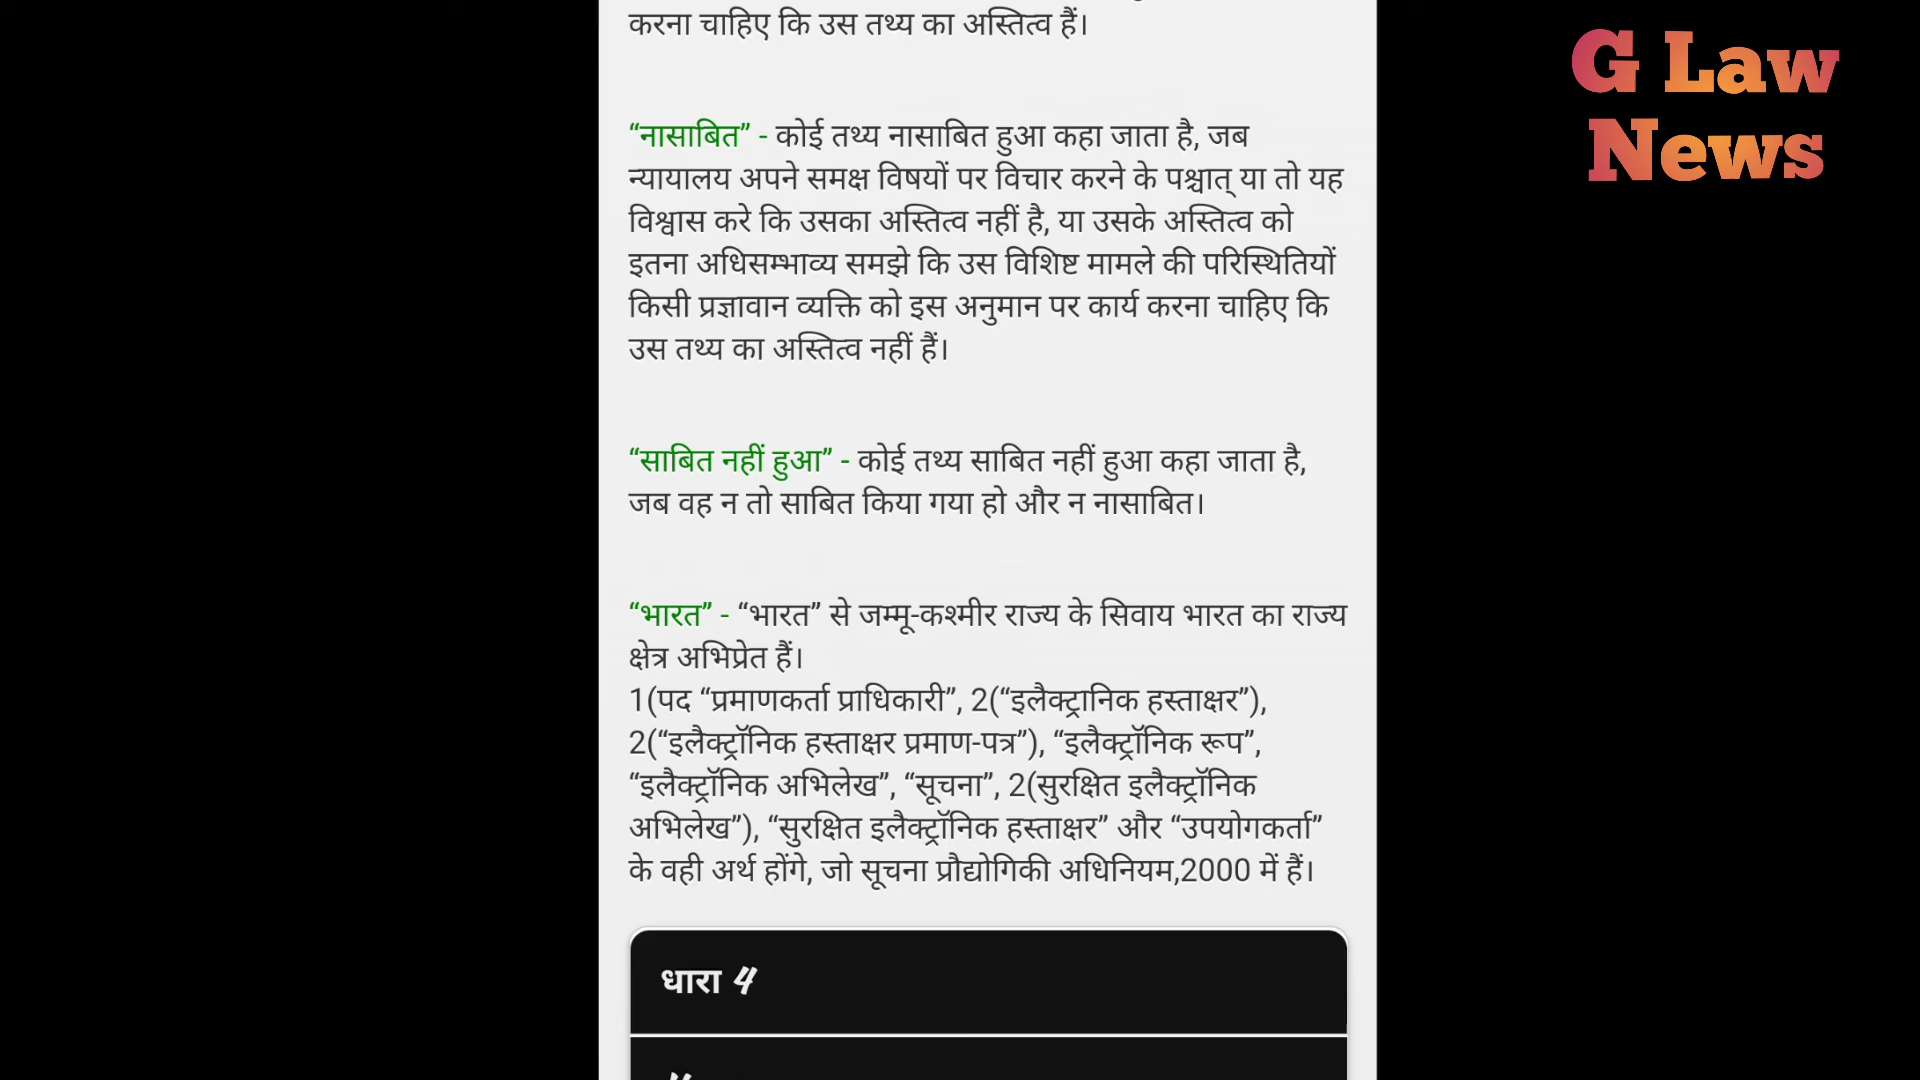 करना चाहिए कि उस तथ्य का अस्तित्व हैं।
G Law
News
“नासाबित” - कोई तथ्य नासाबित हुआ कहा जाता है, जब
न्यायालय अपने समक्ष विषयों पर विचार करने के पश्चात् या तो यह
विश्वास करे कि उसका अस्तित्व नहीं है, या उसके अस्तित्व को
इतना अधिसम्भाव्य समझे कि उस विशिष्ट मामले की परिस्थितियों
किसी प्रज्ञावान व्यक्ति को इस अनुमान पर कार्य करना चाहिए कि
उस तथ्य का अस्तित्व नहीं हैं।
“साबित नहीं हुआ” - कोई तथ्य साबित नहीं हुआ कहा जाता है,
जब वह न तो साबित किया गया हो और न नासाबित।
“भारत” - “भारत” से जम्मू-कश्मीर राज्य के सिवाय भारत का राज्य
क्षेत्र अभिप्रेत हैं।
1(पद “प्रमाणकर्ता प्राधिकारी”, 2(“इलैक्ट्रानिक हस्ताक्षर”),
2(“इलैक्ट्रॉनिक हस्ताक्षर प्रमाण-पत्र”), “इलैक्ट्रॉनिक रूप”,
“इलैक्ट्रॉनिक अभिलेख”, “सूचना”, 2(सुरक्षित इलैक्ट्रॉनिक
अभिलेख”), “सुरक्षित इलैक्ट्रॉनिक हस्ताक्षर” और “उपयोगकर्ता”
के वही अर्थ होंगे, जो सूचना प्रौद्योगिकी अधिनियम,2000 में हैं।
धारा 4